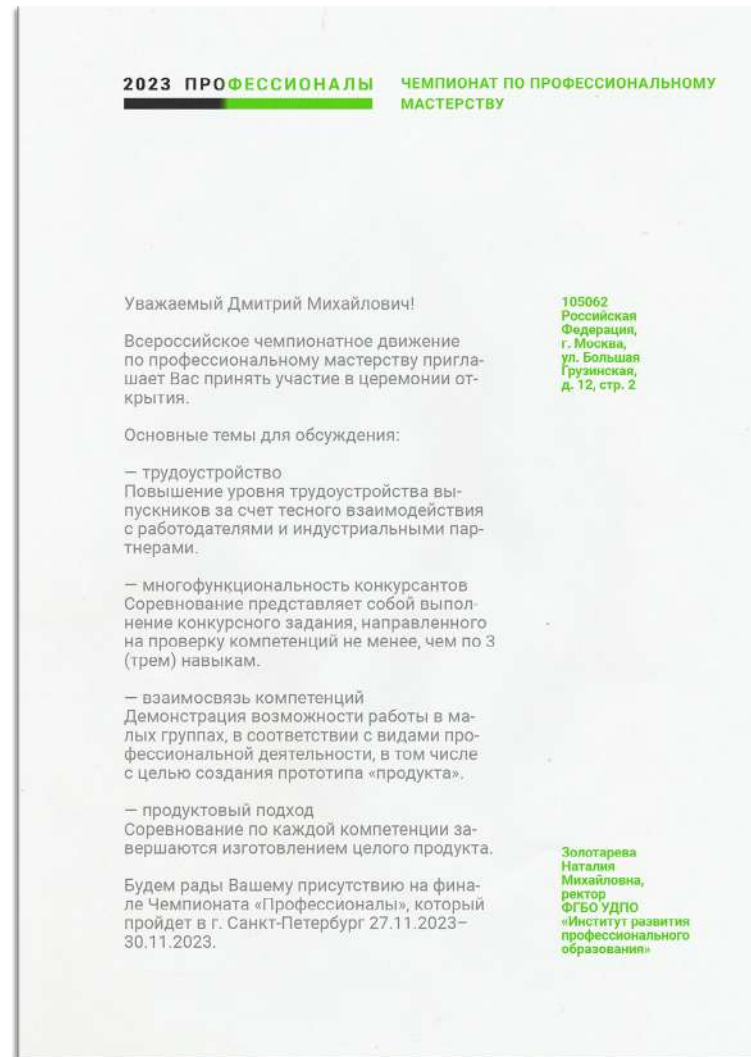 2023 ПРОФЕССИОНАЛЫ
ЧЕМПИОНАТ ПО ПРОФЕССИОНАЛЬНОМУ
МАСТЕРСТВУ
Уважаемый Дмитрий Михайлович!
Всероссийское чемпионатное движение
по профессиональному мастерству пригла-
шает Вас принять участие в церемонии от-
крытия.
Основные темы для обсуждения:
— трудоустройство
Повышение уровня трудоустройства вы-
пускников за счет тесного взаимодействия
с работодателями и индустриальными пар-
тнерами.
— многофункциональность конкурсантов
Соревнование представляет собой выпол-
нение конкурсного задания, направленного
на проверку компетенций не менее, чем по 3
(трем) навыкам.
— взаимосвязь компетенций
Демонстрация возможности работы в ма-
лых группах, в соответствии с видами про-
фессиональной деятельности, в том числе
с целью создания прототипа «продукта».
— продуктовый подход
Соревнование по каждой компетенции за-
вершаются изготовлением целого продукта.
Будем рады Вашему присутствию на фина-
ле Чемпионата «Профессионалы», который
пройдет в г. Санкт-Петербург 27.11.2023–
30.11.2023.
105062
Российская
Федерация,
г. Москва,
ул. Большая
Грузинская,
д. 12, стр. 2
Золотарева
Наталия
Михайловна,
ректор
ФГБО УДПО
«Институт развития
профессионального
образования»